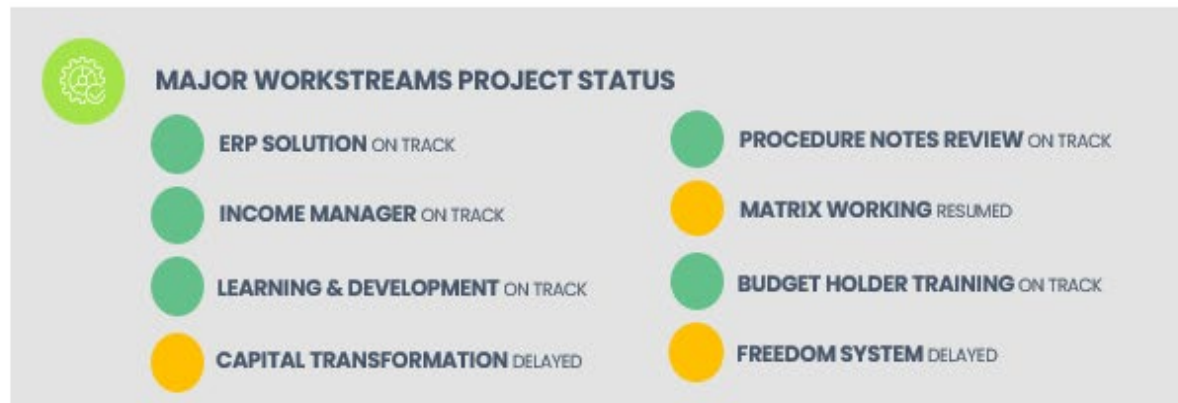 MAJOR WORKSTREAMS PROJECT STATUS
ERP SOLUTION ON TRACK
INCOME MANAGER ON TRACK
LEARNING & DEVELOPMENT ON TRACK
CAPITAL TRANSFORMATION DELAYED
PROCEDURE NOTES REVIEW ON TRACK
MATRIX WORKING RESUMED
BUDGET HOLDER TRAINING ON TRACK
FREEDOM SYSTEM DELAYED